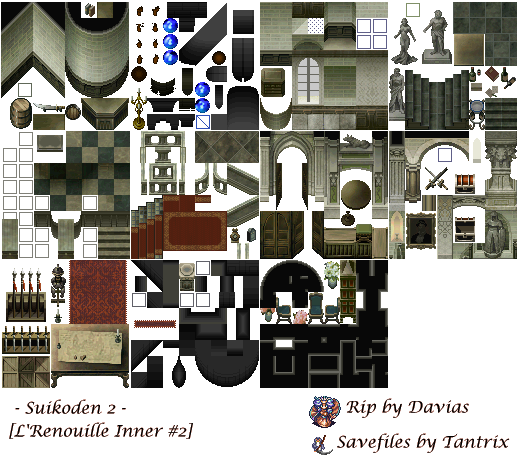 - Suikoden 2 -
[L'Renouille Inner #2]
Rip by Davias
Savefiles by Tantrix